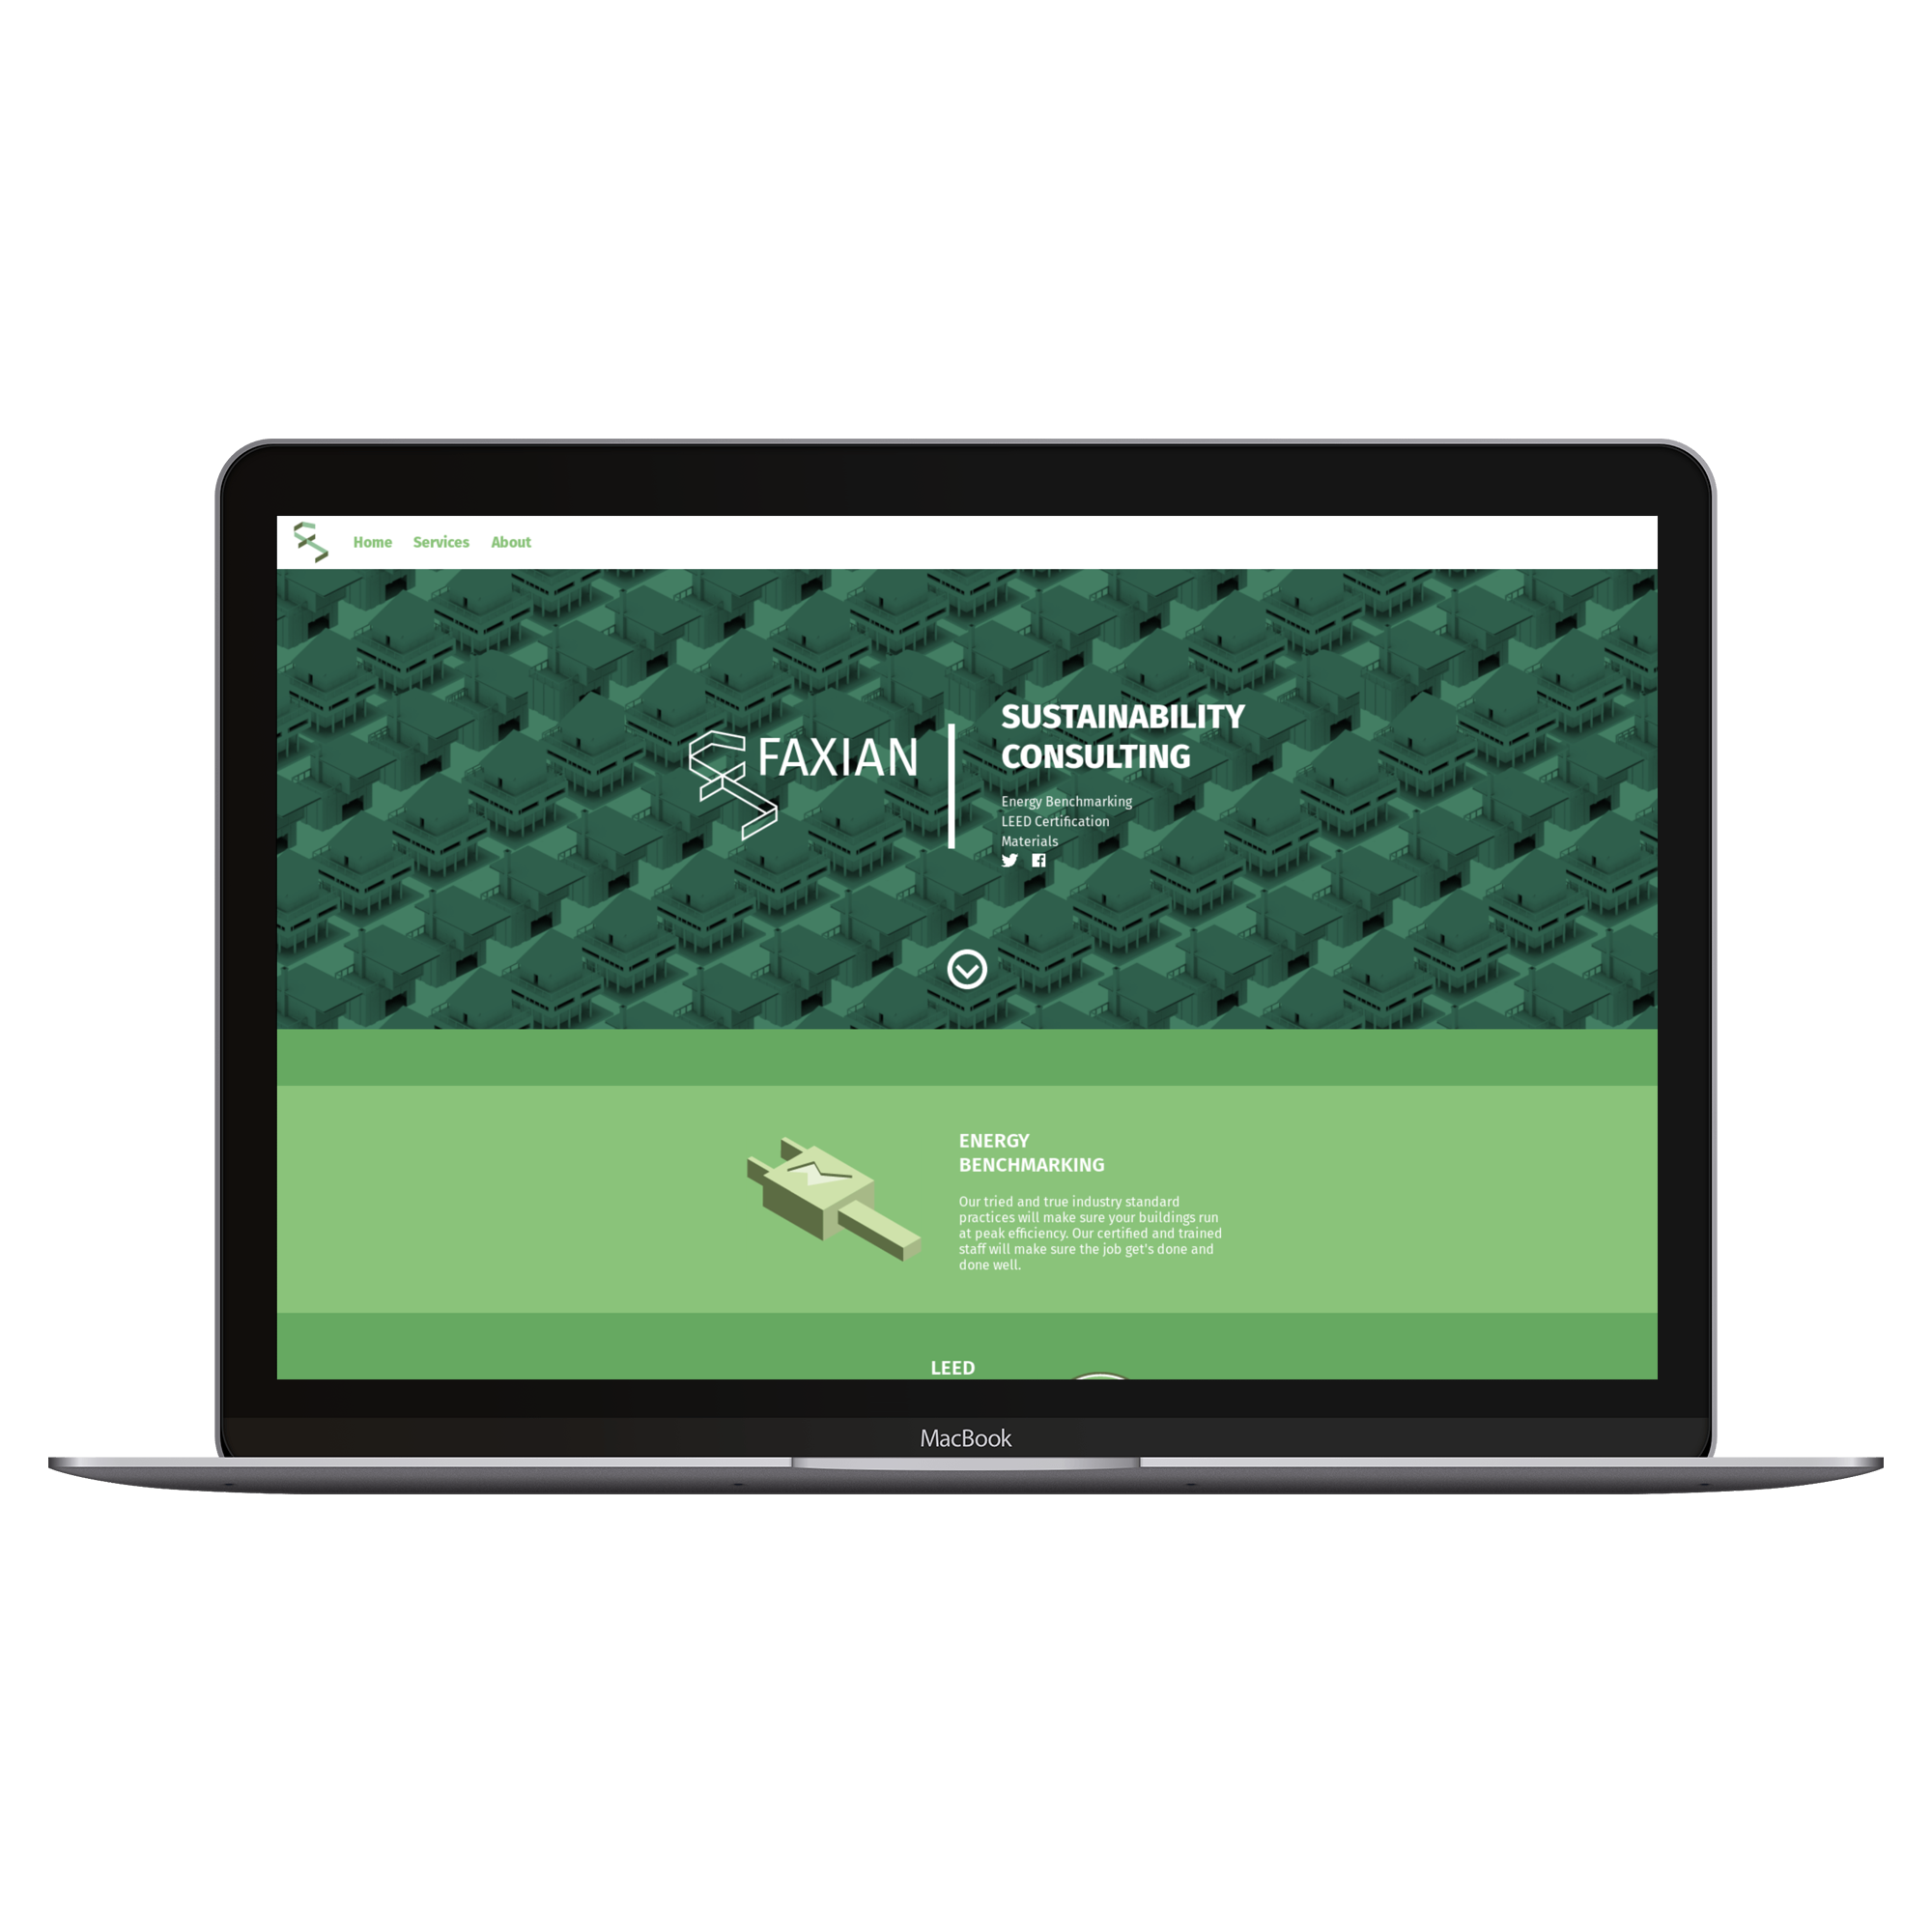 Home Services About
FAXIAN
SUSTAINABILITY
CONSULTING
Energy Benchmarking
LEED Certification
Materials
ENERGY
BENCHMARKING
Our tried and true industry standard
practices will make sure your buildings run
at peak efficiency. Our certified and trained
staff will make sure the job get's done and
done well.
LEED
MacBook